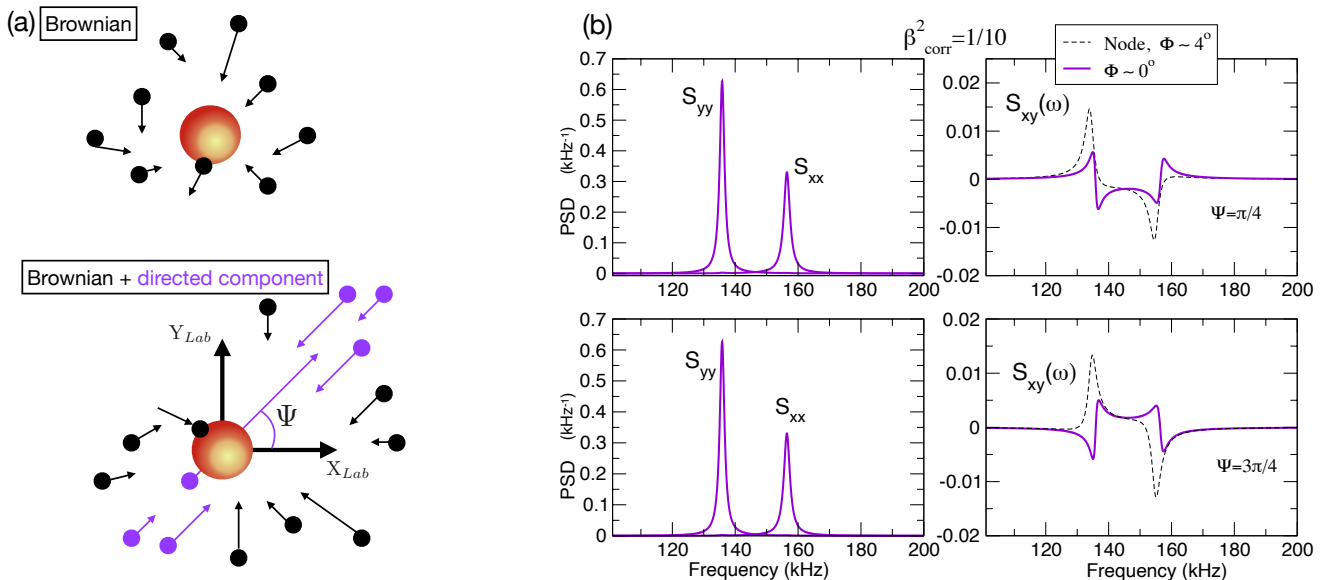 (a) Brownian
Brownian + directed component
Y_Lab
Ψ
X_Lab
(b)
β²corr=1/10
Node, Φ ~ 4°
Φ ~ 0°
0.7
0.6
0.5
0.4
0.3
0.2
0.1
0
PSD (kHz⁻¹)
S_yy
S_xx
120 140 160 180 200
0.02
0.01
0
-0.01
-0.02
S_xy(ω)
Ψ=π/4
120 140 160 180 200
0.7
0.6
0.5
0.4
0.3
0.2
0.1
0
PSD (kHz⁻¹)
S_yy
S_xx
120 140 160 180 200
Frequency (kHz)
0.02
0.01
0
-0.01
-0.02
S_xy(ω)
Ψ=3π/4
120 140 160 180 200
Frequency (kHz)